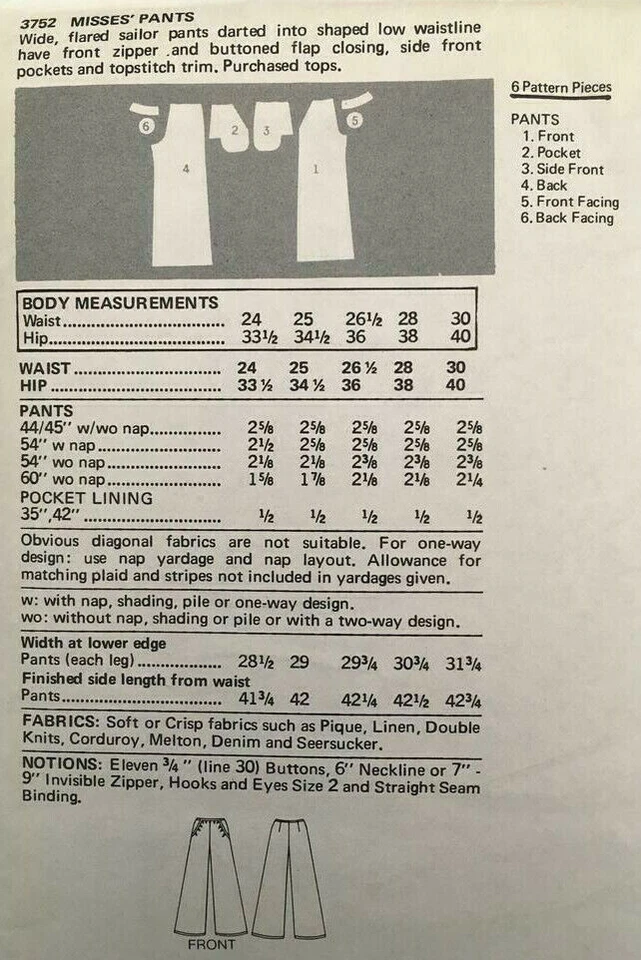 3752 MISSES' PANTS
Wide, flared sailor pants darted into shaped low waistline
have front zipper .and buttoned flap closing, side front
pockets and topstitch trim. Purchased tops.
6 Pattern Pieces
PANTS
1. Front
2. Pocket
3. Side Front
4. Back
5. Front Facing
6. Back Facing
6 4 2 3 1 5
BODY MEASUREMENTS
Waist.................................. 24 25 26½ 28 30
Hip..................................... 33½ 34½ 36 38 40
WAIST ................................ 24 25 26 ½ 28 30
HIP ..................................... 33 ½ 34 ½ 36 38 40
PANTS
44/45″ w/wo nap............... 2⅝ 2⅝ 2⅝ 2⅝ 2⅝
54″ w nap.......................... 2½ 2⅝ 2⅝ 2⅝ 2⅝
54″ wo nap........................ 2⅛ 2⅛ 2⅜ 2⅜ 2⅜
60″ wo nap........................ 1⅝ 1⅞ 2⅛ 2⅛ 2¼
POCKET LINING
35″,42″ ............................. ½ ½ ½ ½ ½
Obvious diagonal fabrics are not suitable. For one-way
design: use nap yardage and nap layout. Allowance for
matching plaid and stripes not included in yardages given.
w: with nap, shading, pile or one-way design.
wo: without nap, shading or pile or with a two-way design.
Width at lower edge
Pants (each leg) .................. 28½ 29 29¾ 30¾ 31¾
Finished side length from waist
Pants.................................. 41¾ 42 42¼ 42½ 42¾
FABRICS: Soft or Crisp fabrics such as Pique, Linen, Double
Knits, Corduroy, Melton, Denim and Seersucker.
NOTIONS: Eleven ¾ ″ (line 30) Buttons, 6″ Neckline or 7″ -
9″ Invisible Zipper, Hooks and Eyes Size 2 and Straight Seam
Binding.
FRONT